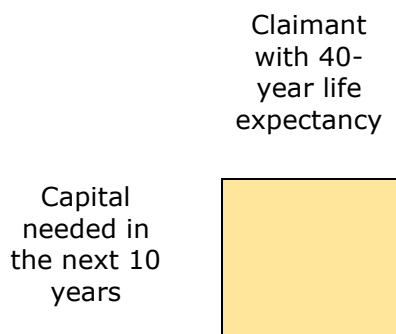 Claimant
with 40-
year life
expectancy
Capital
needed in
the next 10
years